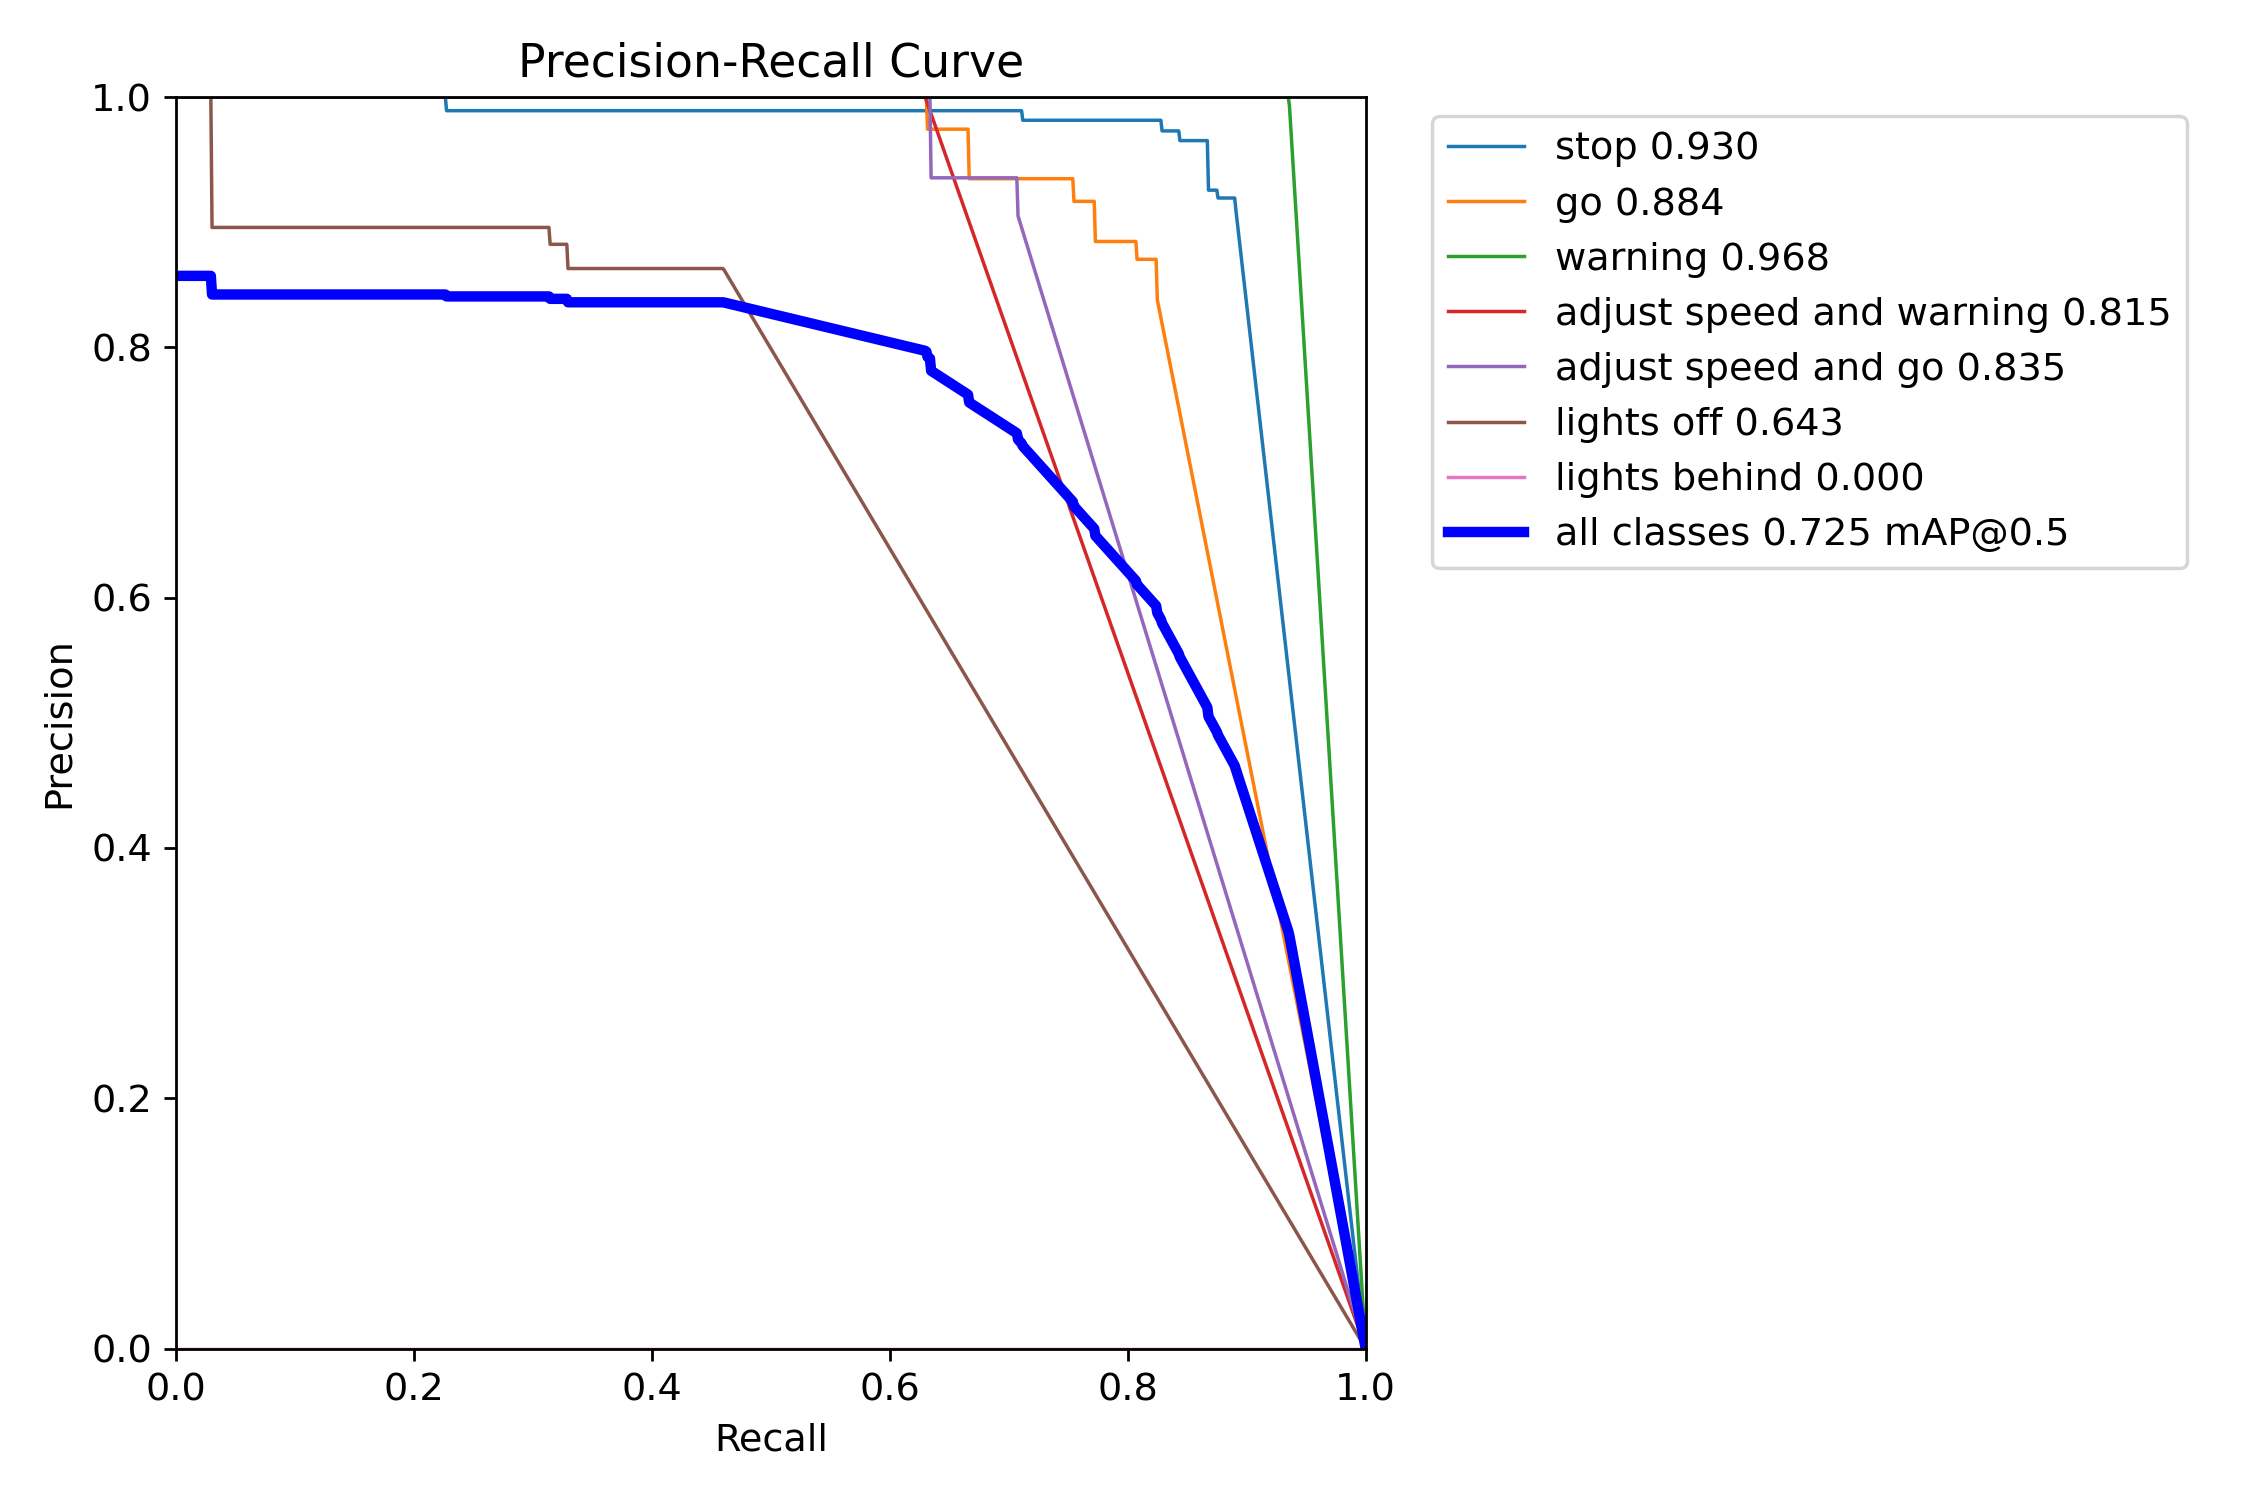 Precision-Recall Curve
1.0
0.8
0.6
0.4
0.2
0.0
Precision
0.0 0.2 0.4 0.6 0.8 1.0
Recall
stop 0.930
go 0.884
warning 0.968
adjust speed and warning 0.815
adjust speed and go 0.835
lights off 0.643
lights behind 0.000
all classes 0.725 mAP@0.5